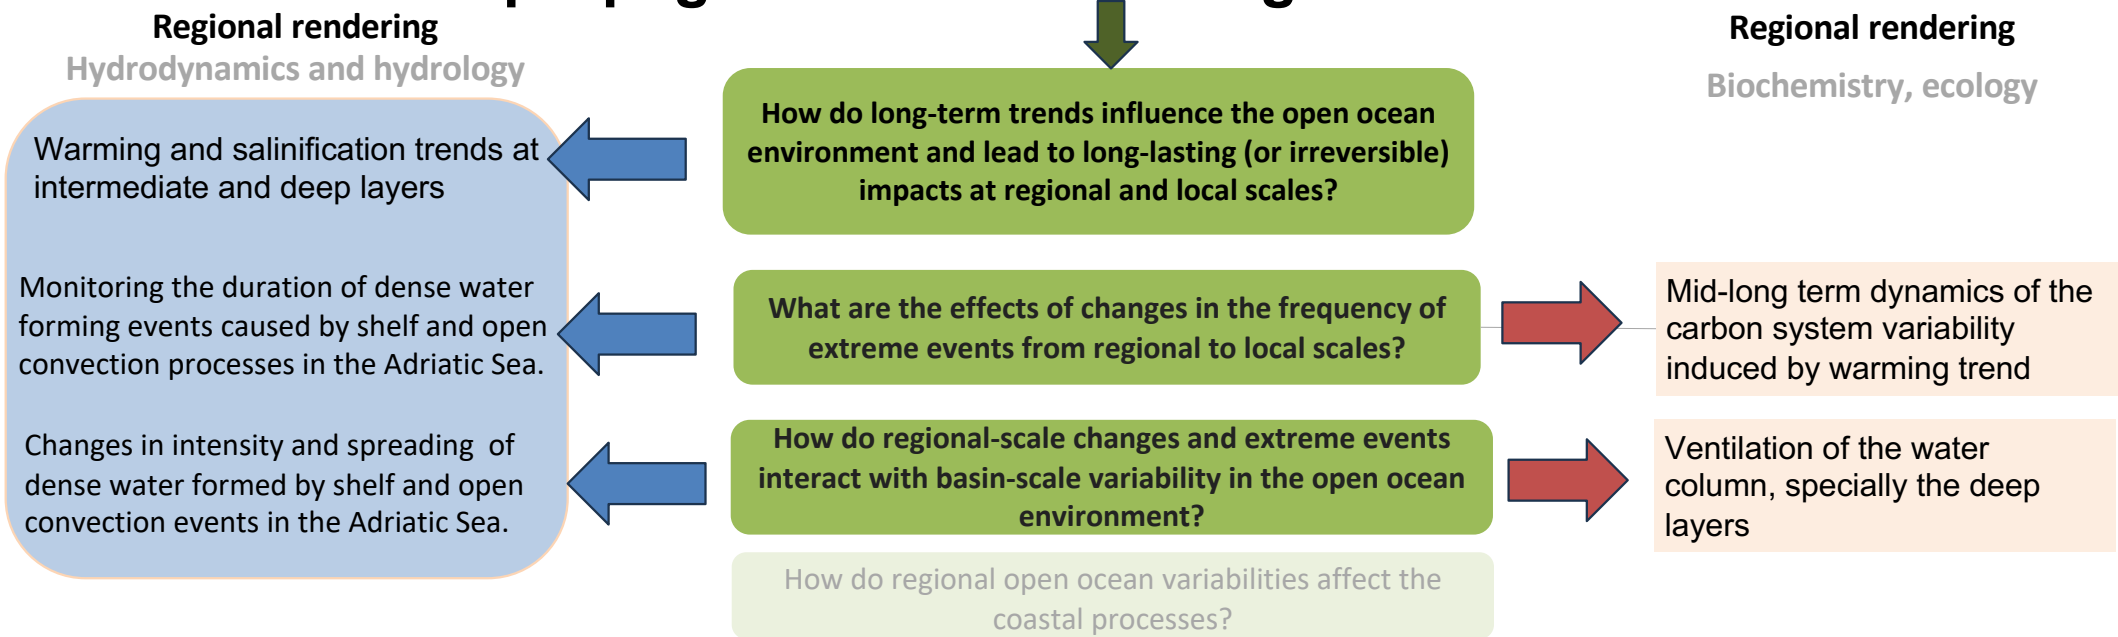 Regional rendering
Hydrodynamics and hydrology
Warming and salinification trends at
intermediate and deep layers
Monitoring the duration of dense water
forming events caused by shelf and open
convection processes in the Adriatic Sea.
Changes in intensity and spreading of
dense water formed by shelf and open
convection events in the Adriatic Sea.
How do long-term trends influence the open ocean
environment and lead to long-lasting (or irreversible)
impacts at regional and local scales?
What are the effects of changes in the frequency of
extreme events from regional to local scales?
How do regional-scale changes and extreme events
interact with basin-scale variability in the open ocean
environment?
How do regional open ocean variabilities affect the
coastal processes?
Regional rendering
Biochemistry, ecology
Mid-long term dynamics of the
carbon system variability
induced by warming trend
Ventilation of the water
column, specially the deep
layers